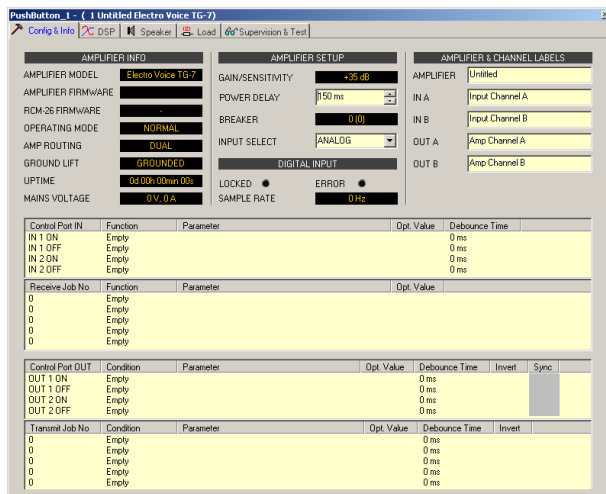 PushButton_1 - ( 1 Untitled Electro Voice TG-7)
Config & Info DSP Speaker Load Supervision & Test
AMPLIFIER INFO
AMPLIFIER MODEL Electro Voice TG-7
AMPLIFIER FIRMWARE
RCM-26 FIRMWARE -
OPERATING MODE NORMAL
AMP ROUTING DUAL
GROUND LIFT GROUNDED
UPTIME 0d 00h 00min 00s
MAINS VOLTAGE 0 V, 0 A
AMPLIFIER SETUP
GAIN/SENSITIVITY +35 dB
POWER DELAY 150 ms
BREAKER 0 (0)
INPUT SELECT ANALOG
DIGITAL INPUT
LOCKED ERROR
SAMPLE RATE 0 Hz
AMPLIFIER & CHANNEL LABELS
AMPLIFIER Untitled
IN A Input Channel A
IN B Input Channel B
OUT A Amp Channel A
OUT B Amp Channel B
Control Port IN Function Parameter Opt. Value Debounce Time
IN 1 ON Empty 0 ms
IN 1 OFF Empty 0 ms
IN 2 ON Empty 0 ms
IN 2 OFF Empty 0 ms
Receive Job No Function Parameter Opt. Value
0 Empty
0 Empty
0 Empty
0 Empty
0 Empty
Control Port OUT Condition Parameter Opt. Value Debounce Time Invert Sync
OUT 1 ON Empty 0 ms
OUT 1 OFF Empty 0 ms
OUT 2 ON Empty 0 ms
OUT 2 OFF Empty 0 ms
Transmit Job No Condition Parameter Opt. Value Debounce Time Invert
0 Empty 0 ms
0 Empty 0 ms
0 Empty 0 ms
0 Empty 0 ms
0 Empty 0 ms